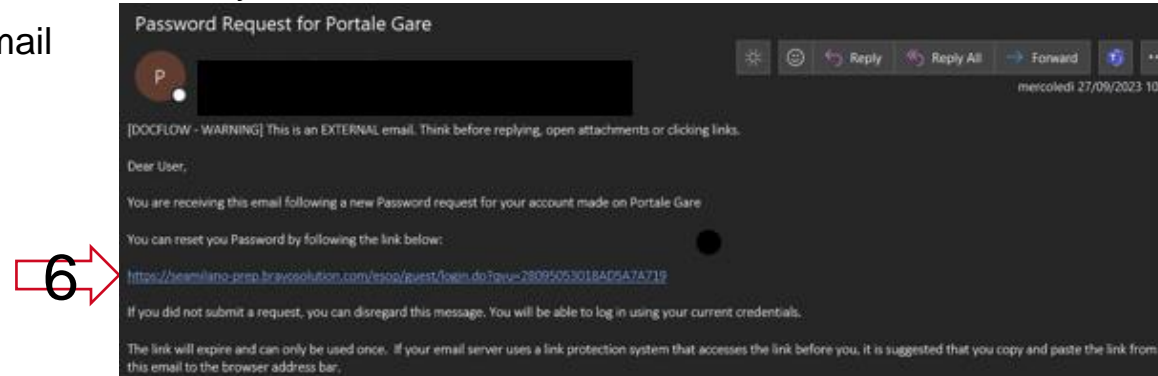 Password Request for Portale Gare
mail
Reply
Reply All
Forward
P
mercoledì 27/09/2023 10
[DOCFLOW - WARNING] This is an EXTERNAL email. Think before replying, open attachments or clicking links.
Dear User,
You are receiving this email following a new Password request for your account made on Portale Gare
You can reset you Password by following the link below:
6
https://seamilano-prep.bravosolution.com/esop/guest/login.do?qvu=28095053018AD5A7A719
If you did not submit a request, you can disregard this message. You will be able to log in using your current credentials.
The link will expire and can only be used once. If your email server uses a link protection system that accesses the link before you, it is suggested that you copy and paste the link from
this email to the browser address bar.